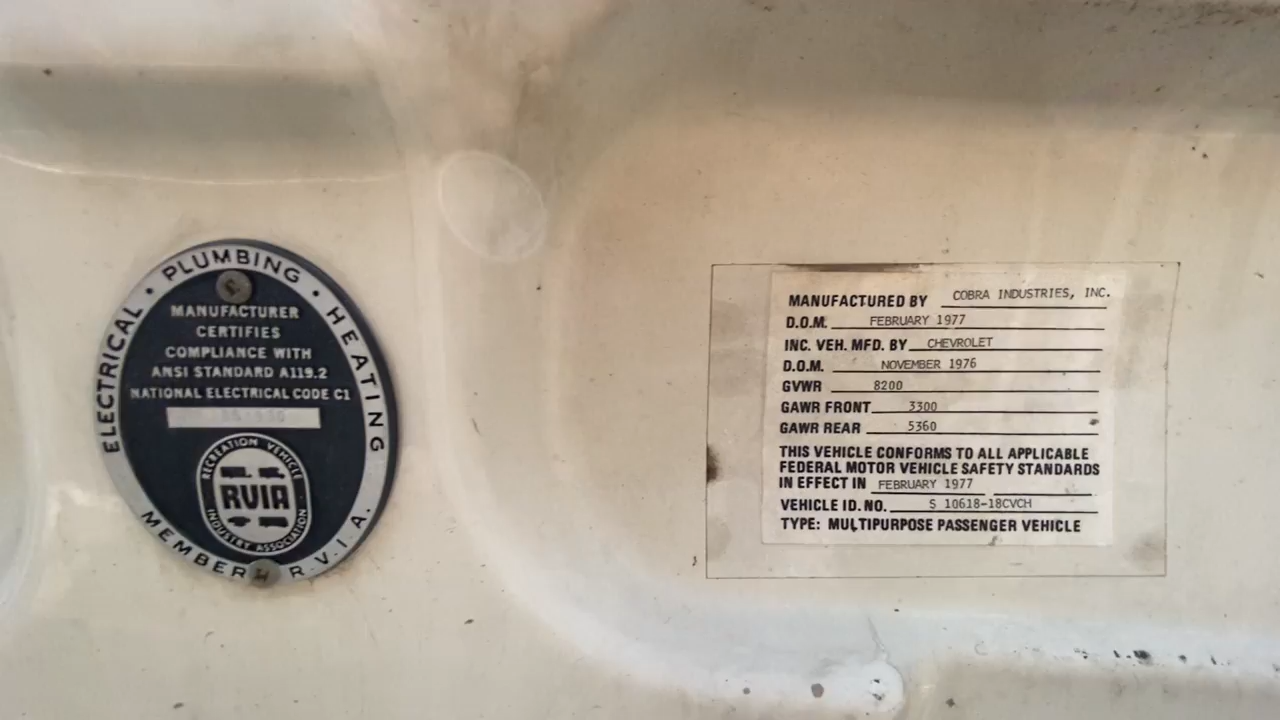 ELECTRICAL • PLUMBING • HEATING
MANUFACTURER
CERTIFIES
COMPLIANCE WITH
ANSI STANDARD A119.2
NATIONAL ELECTRICAL CODE C1
RECREATION VEHICLE
RVIA
INDUSTRY ASSOCIATION
MEMBER R.V.I.A.
MANUFACTURED BY COBRA INDUSTRIES, INC.
D.O.M. FEBRUARY 1977
INC. VEH. MFD. BY CHEVROLET
D.O.M. NOVEMBER 1976
GVWR 8200
GAWR FRONT 3300
GAWR REAR 5360
THIS VEHICLE CONFORMS TO ALL APPLICABLE
FEDERAL MOTOR VEHICLE SAFETY STANDARDS
IN EFFECT IN FEBRUARY 1977
VEHICLE ID. NO. S 10618-18CVCH
TYPE: MULTIPURPOSE PASSENGER VEHICLE